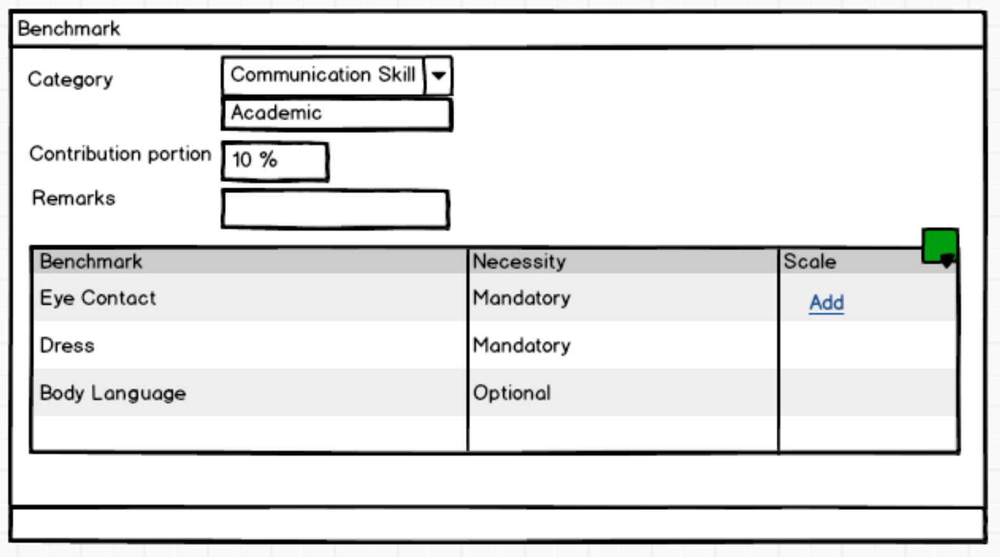 Benchmark
Category
Communication Skill
Academic
Contribution portion
10 %
Remarks
Benchmark Necessity Scale
Eye Contact Mandatory Add
Dress Mandatory
Body Language Optional